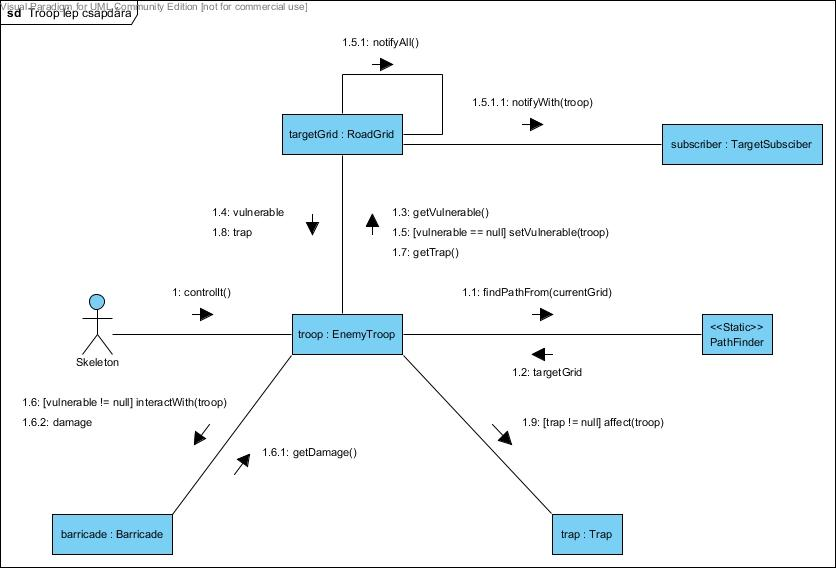 Visual Paradigm for UML Community Edition [not for commercial use]
sd Troop lép csapdára
1.5.1: notifyAll()
1.5.1.1: notifyWith(troop)
targetGrid : RoadGrid
subscriber : TargetSubsciber
1.4: vulnerable
1.8: trap
1.3: getVulnerable()
1.5: [vulnerable == null] setVulnerable(troop)
1.7: getTrap()
1: controlIt()
1.1: findPathFrom(currentGrid)
troop : EnemyTroop
<<Static>>
PathFinder
Skeleton
1.2: targetGrid
1.6: [vulnerable != null] interactWith(troop)
1.6.2: damage
1.9: [trap != null] affect(troop)
1.6.1: getDamage()
barricade : Barricade
trap : Trap